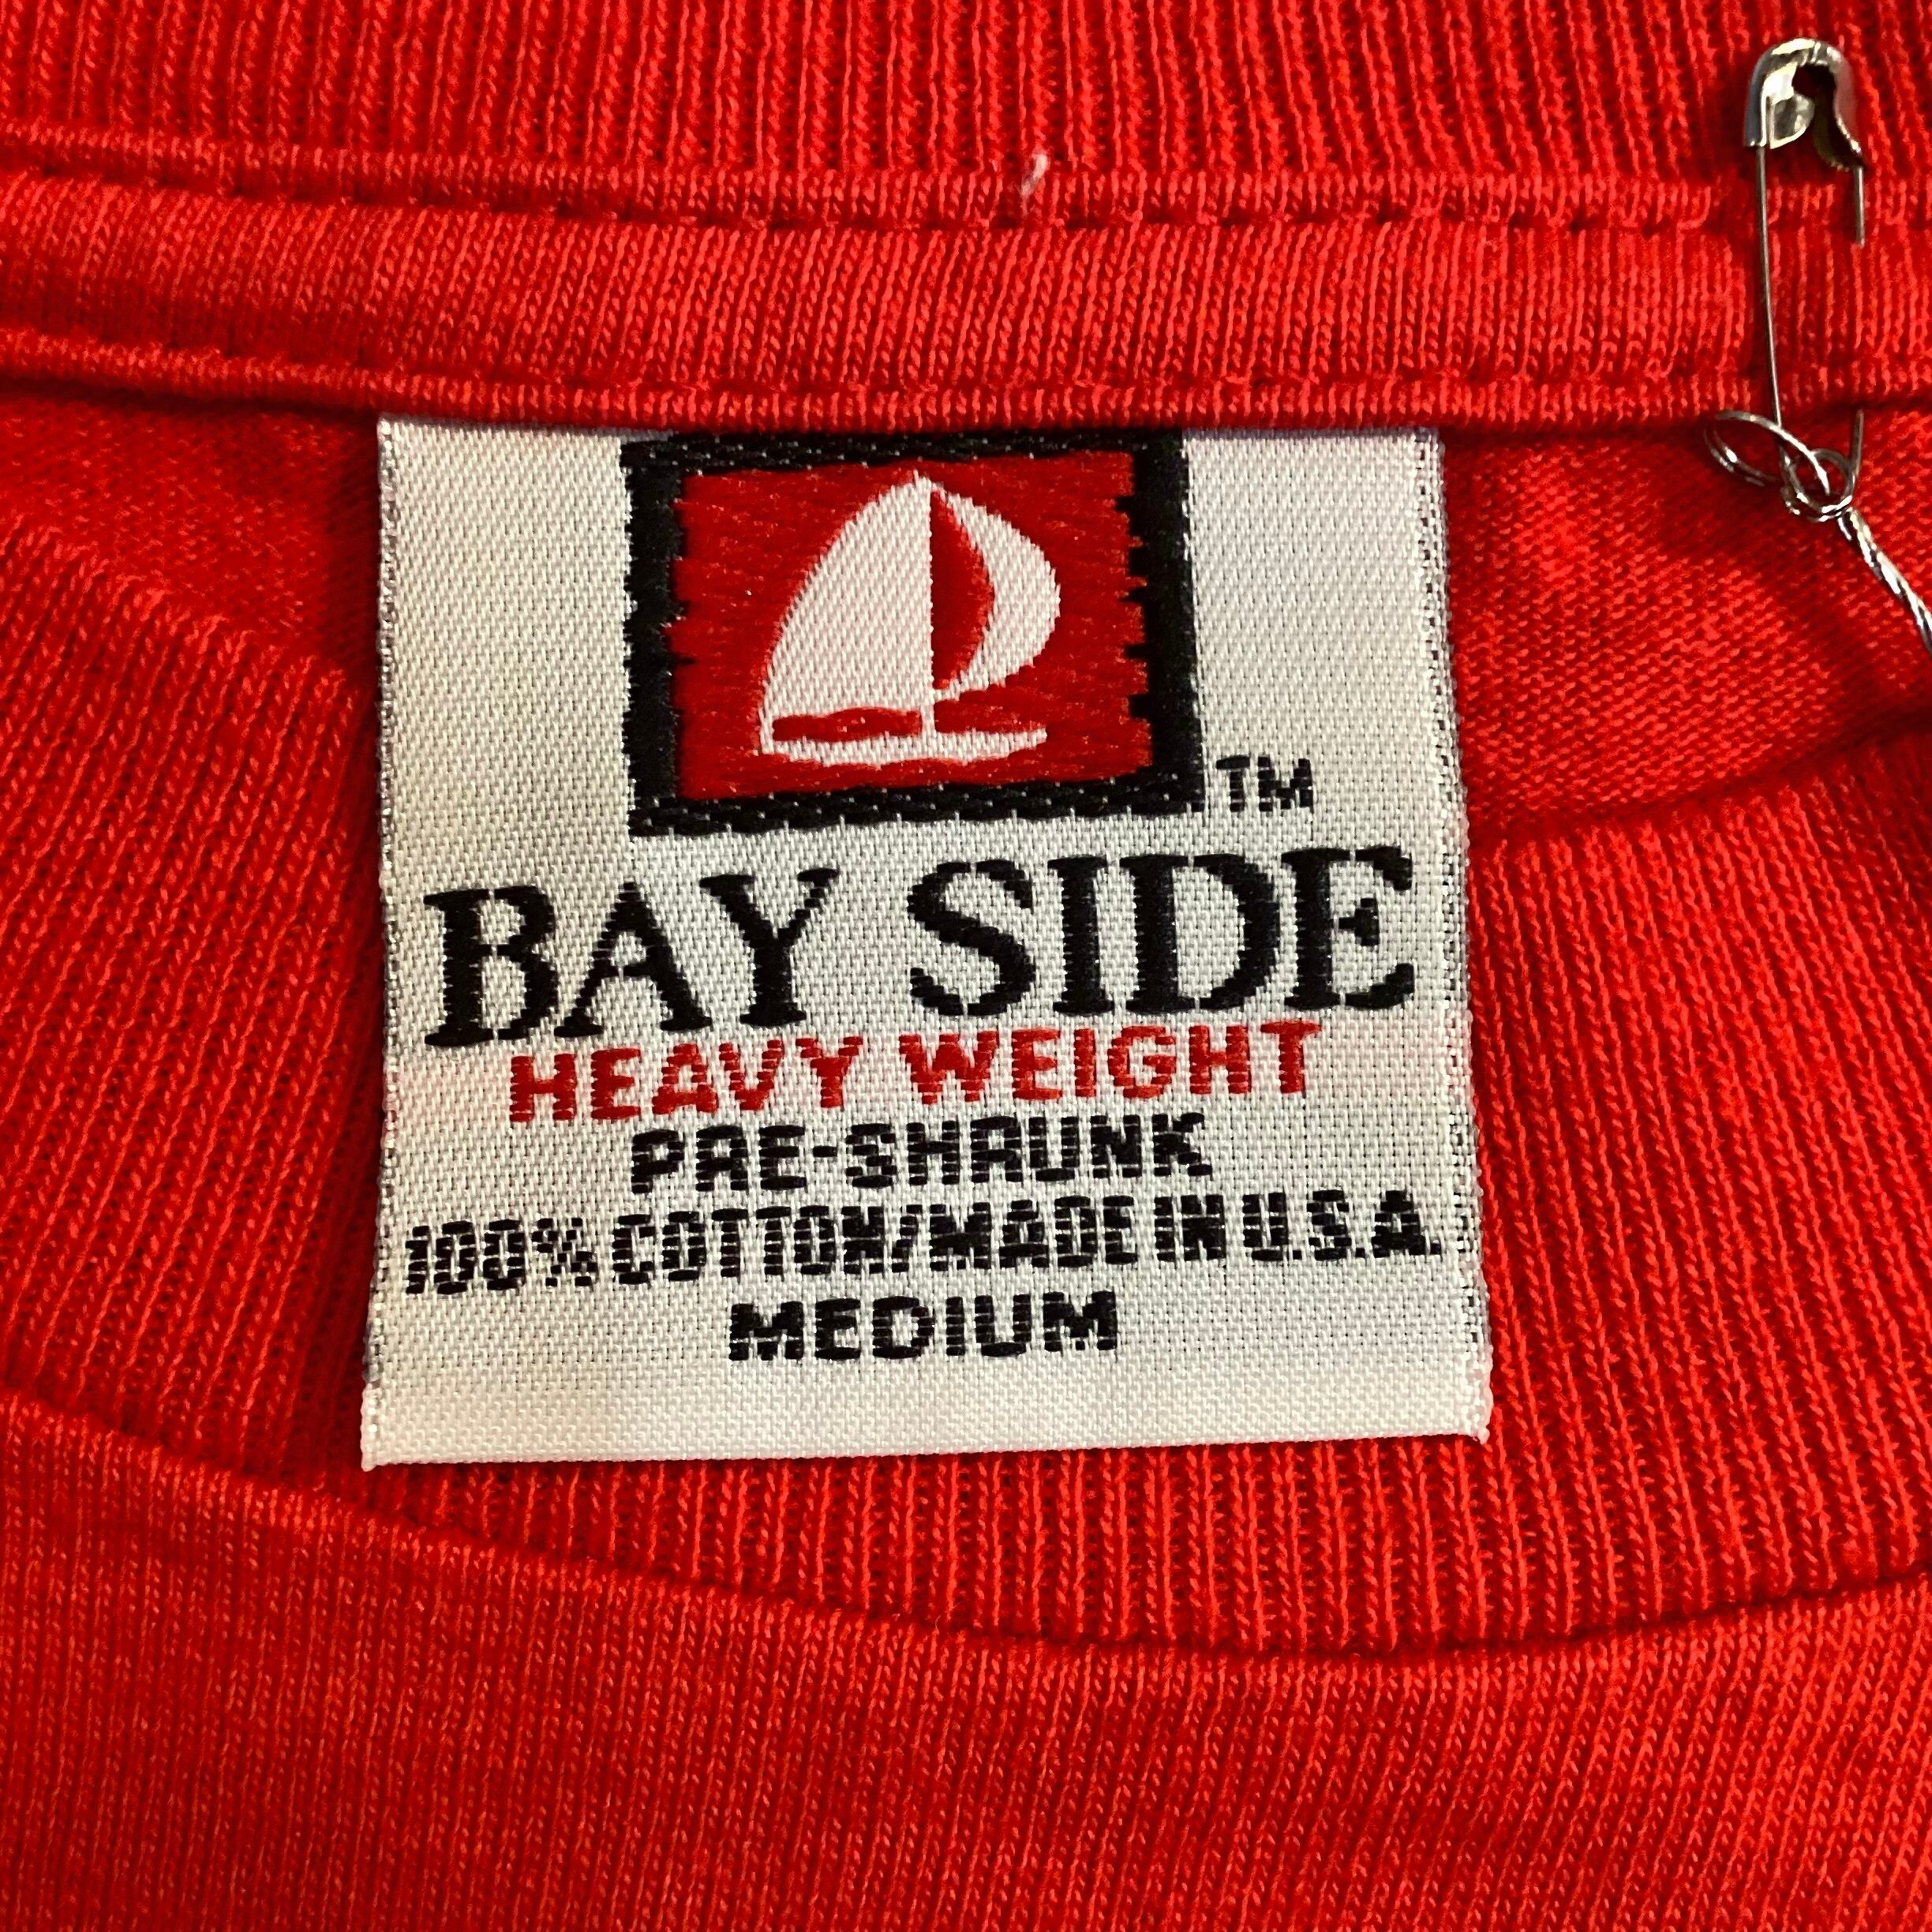 TM
BAY SIDE
HEAVY WEIGHT
PRE-SHRUNK
100% COTTON/MADE IN U.S.A.
MEDIUM